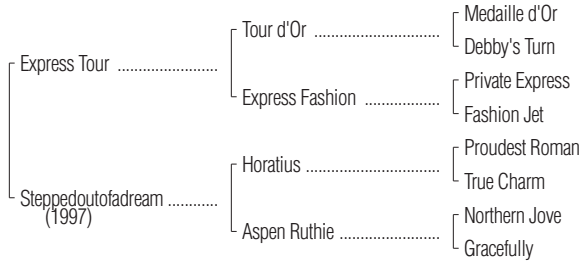 Medaille d'Or
Tour d'Or
Debby's Turn
Express Tour
Private Express
Express Fashion
Fashion Jet
Proudest Roman
Horatius
True Charm
Steppedoutofadream
(1997)
Northern Jove
Aspen Ruthie
Gracefully